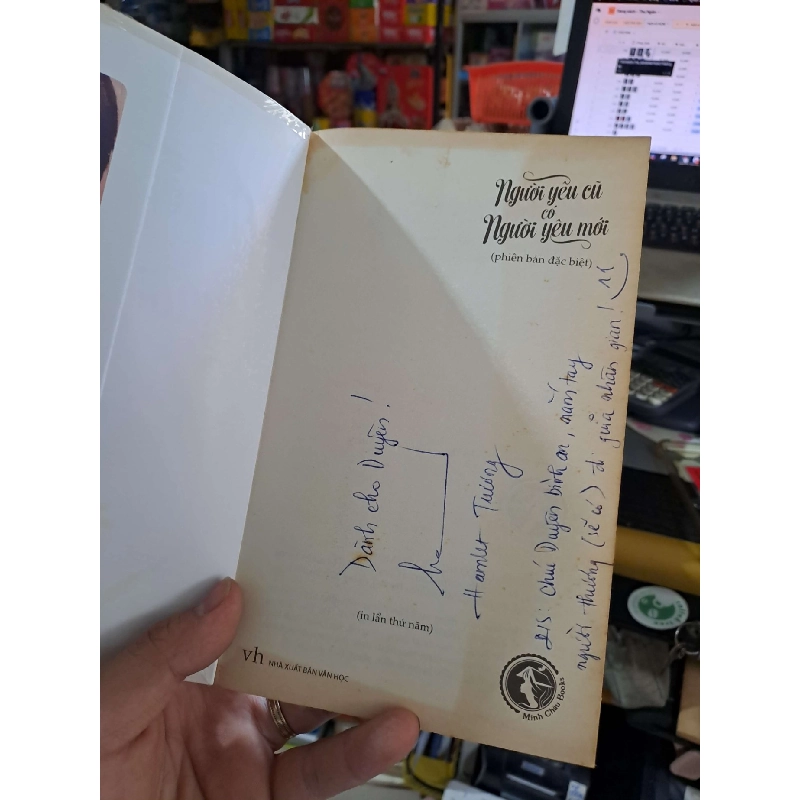 Người yêu cũ
có
Người yêu mới
(phiên bản đặc biệt)
Dành cho Duyên!
Hamlet Trương
P/S: Chúc Duyên bình an, nắm tay
người thương (sẽ có) đi giữa nhân gian! ^^
(in lần thứ năm)
vh NHÀ XUẤT BẢN VĂN HỌC
Minh Châu Books